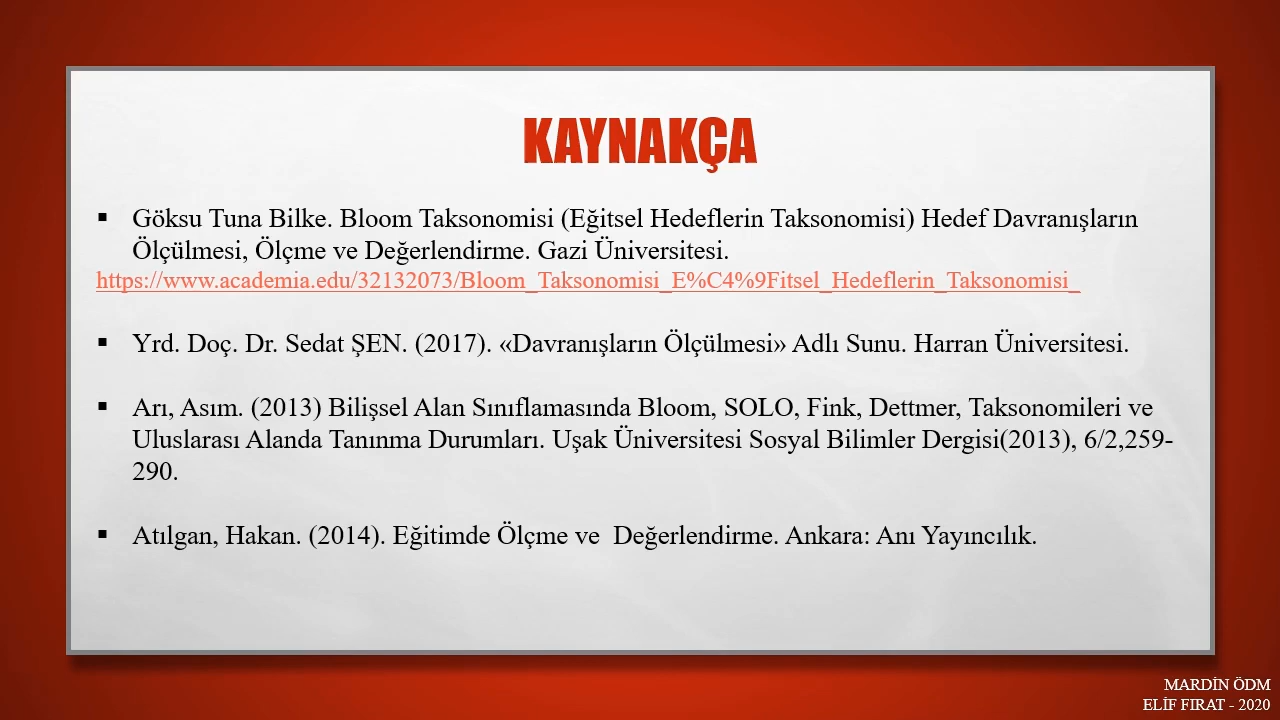 KAYNAKÇA
▪ Göksu Tuna Bilke. Bloom Taksonomisi (Eğitsel Hedeflerin Taksonomisi) Hedef Davranışların
Ölçülmesi, Ölçme ve Değerlendirme. Gazi Üniversitesi.
https://www.academia.edu/32132073/Bloom_Taksonomisi_E%C4%9Fitsel_Hedeflerin_Taksonomisi_
▪ Yrd. Doç. Dr. Sedat ŞEN. (2017). «Davranışların Ölçülmesi» Adlı Sunu. Harran Üniversitesi.
▪ Arı, Asım. (2013) Bilişsel Alan Sınıflamasında Bloom, SOLO, Fink, Dettmer, Taksonomileri ve
Uluslarası Alanda Tanınma Durumları. Uşak Üniversitesi Sosyal Bilimler Dergisi(2013), 6/2,259-
290.
▪ Atılgan, Hakan. (2014). Eğitimde Ölçme ve  Değerlendirme. Ankara: Anı Yayıncılık.
MARDİN ÖDM
ELİF FIRAT - 2020